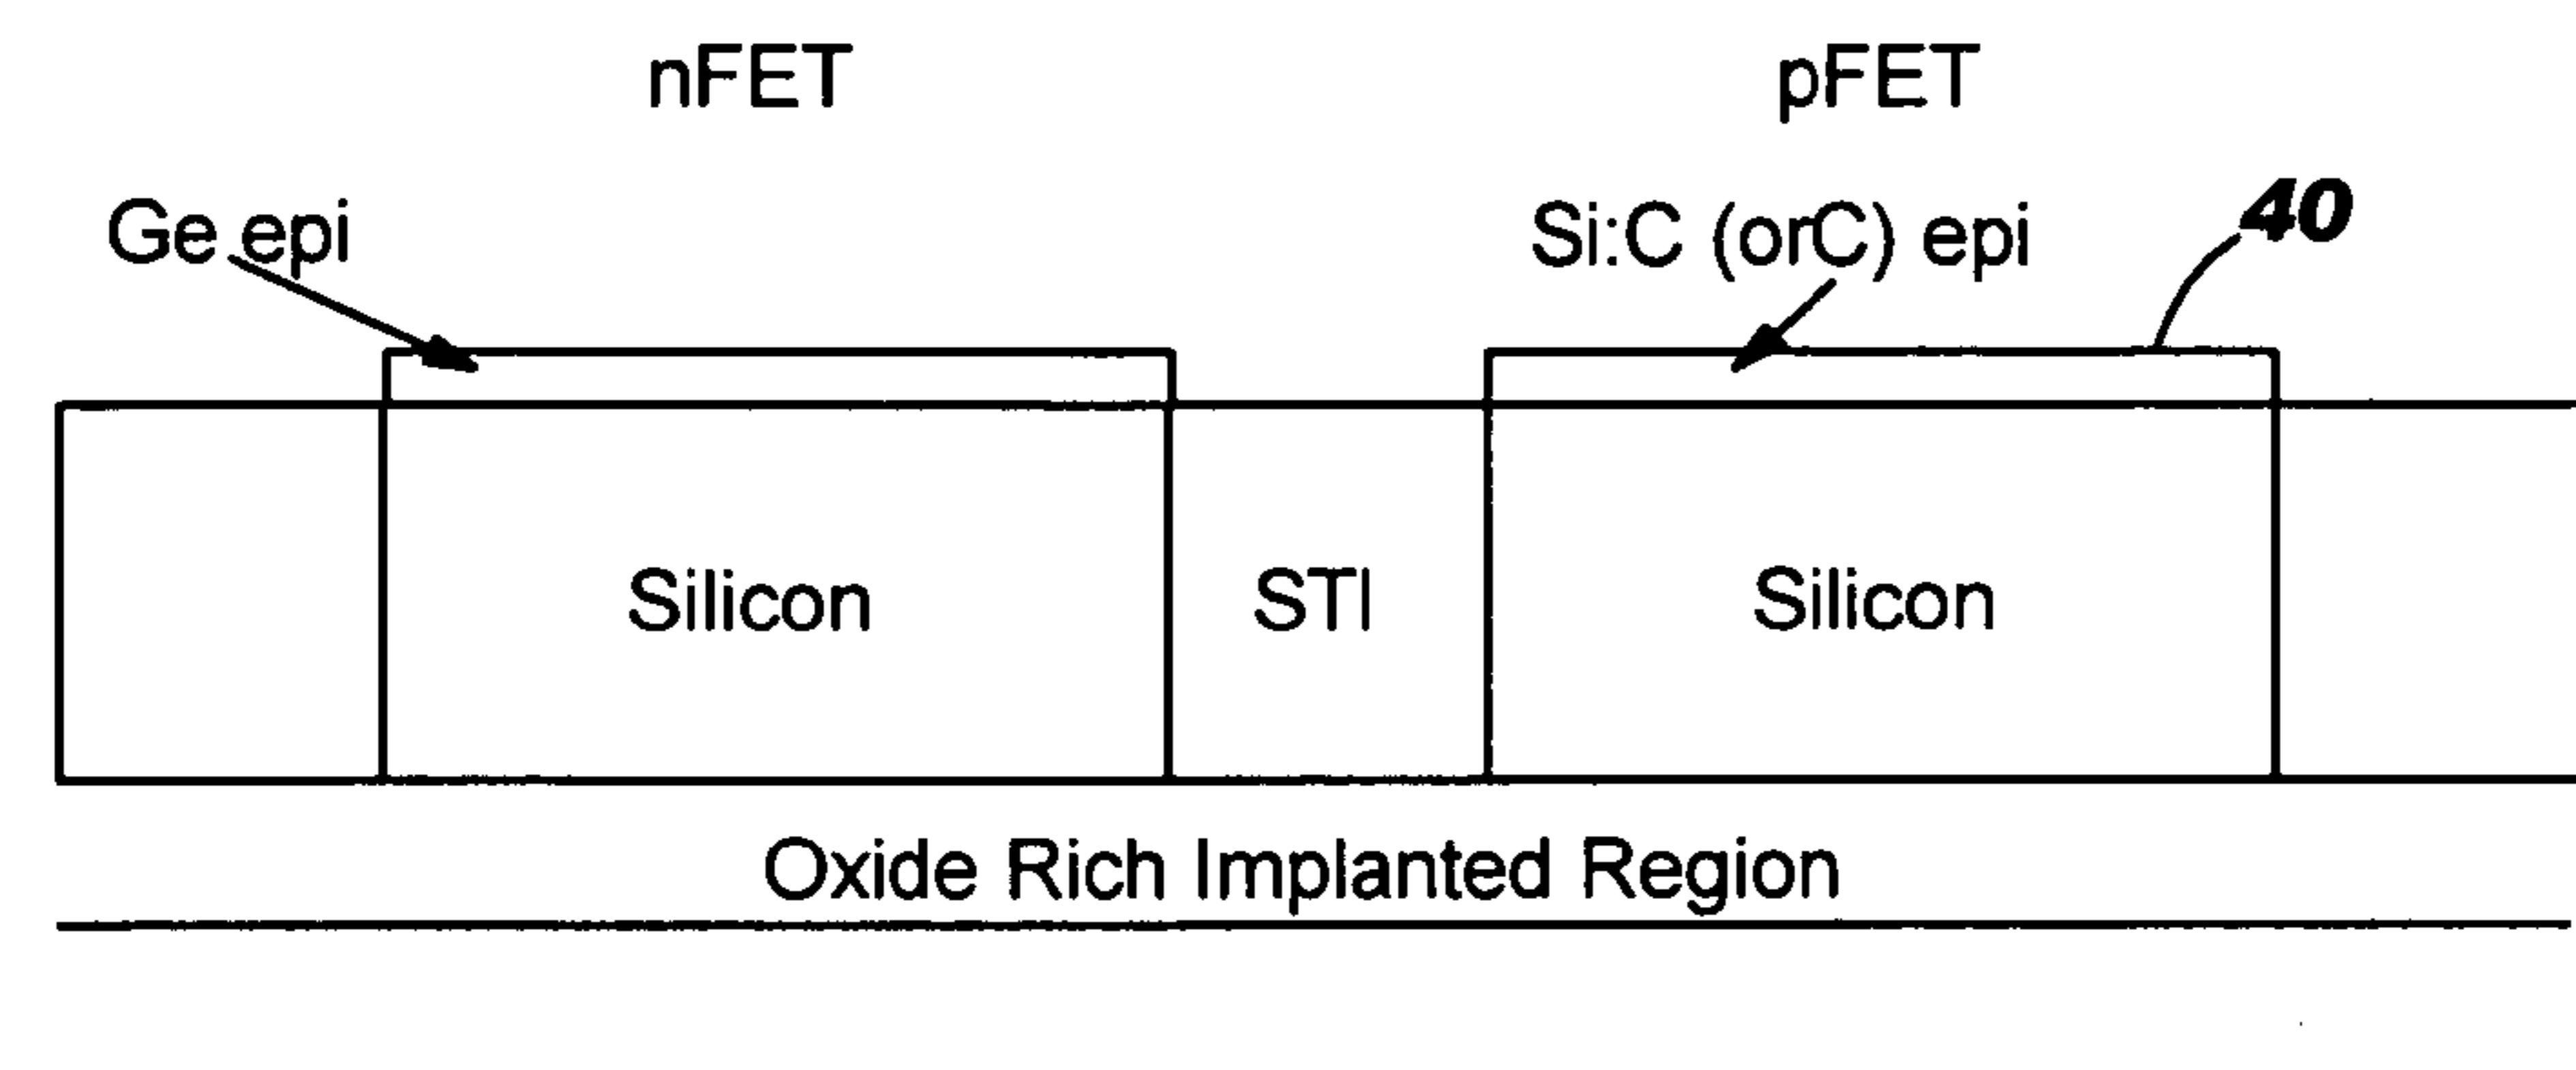 nFET
pFET
Ge epi
Si:C (orC) epi
40
Silicon
STI
Silicon
Oxide Rich Implanted Region